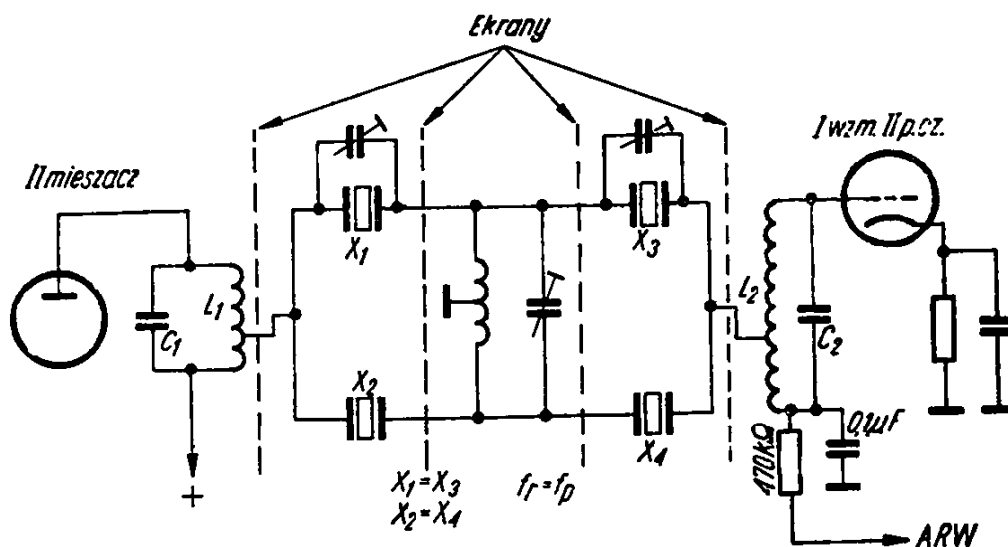 Ekrany
II mieszacz
I wzm. II p.cz.
X₁
X₃
L₁
C₁
L₂
C₂
X₂
X₄
0,1µF
470kΩ
+
X₁=X₃
X₂=X₄
fr=fp
ARW